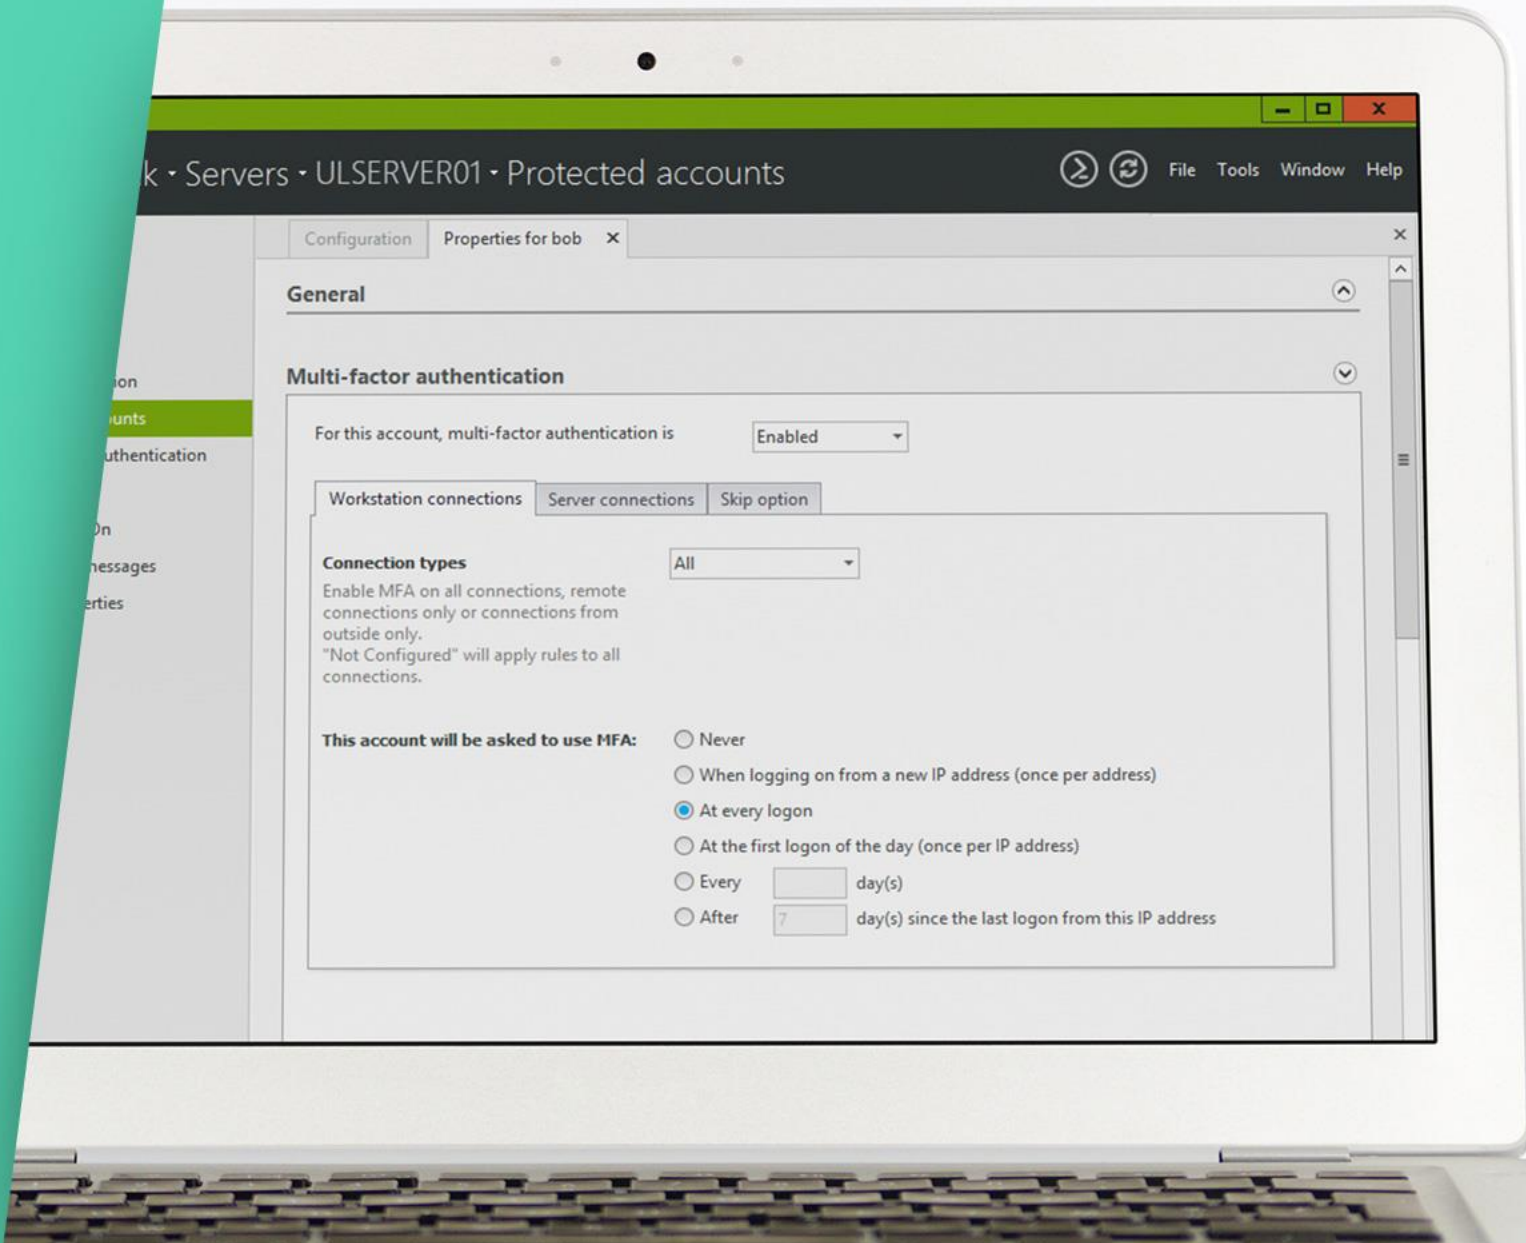 k • Servers • ULSERVER01 • Protected accounts
File Tools Window Help
Configuration
Properties for bob
General
Multi-factor authentication
For this account, multi-factor authentication is
Enabled
Workstation connections
Server connections
Skip option
Connection types
All
Enable MFA on all connections, remote
connections only or connections from
outside only.
"Not Configured" will apply rules to all
connections.
This account will be asked to use MFA:
Never
When logging on from a new IP address (once per address)
At every logon
At the first logon of the day (once per IP address)
Every day(s)
After 7 day(s) since the last logon from this IP address
ion
unts
uthentication
On
nessages
erties